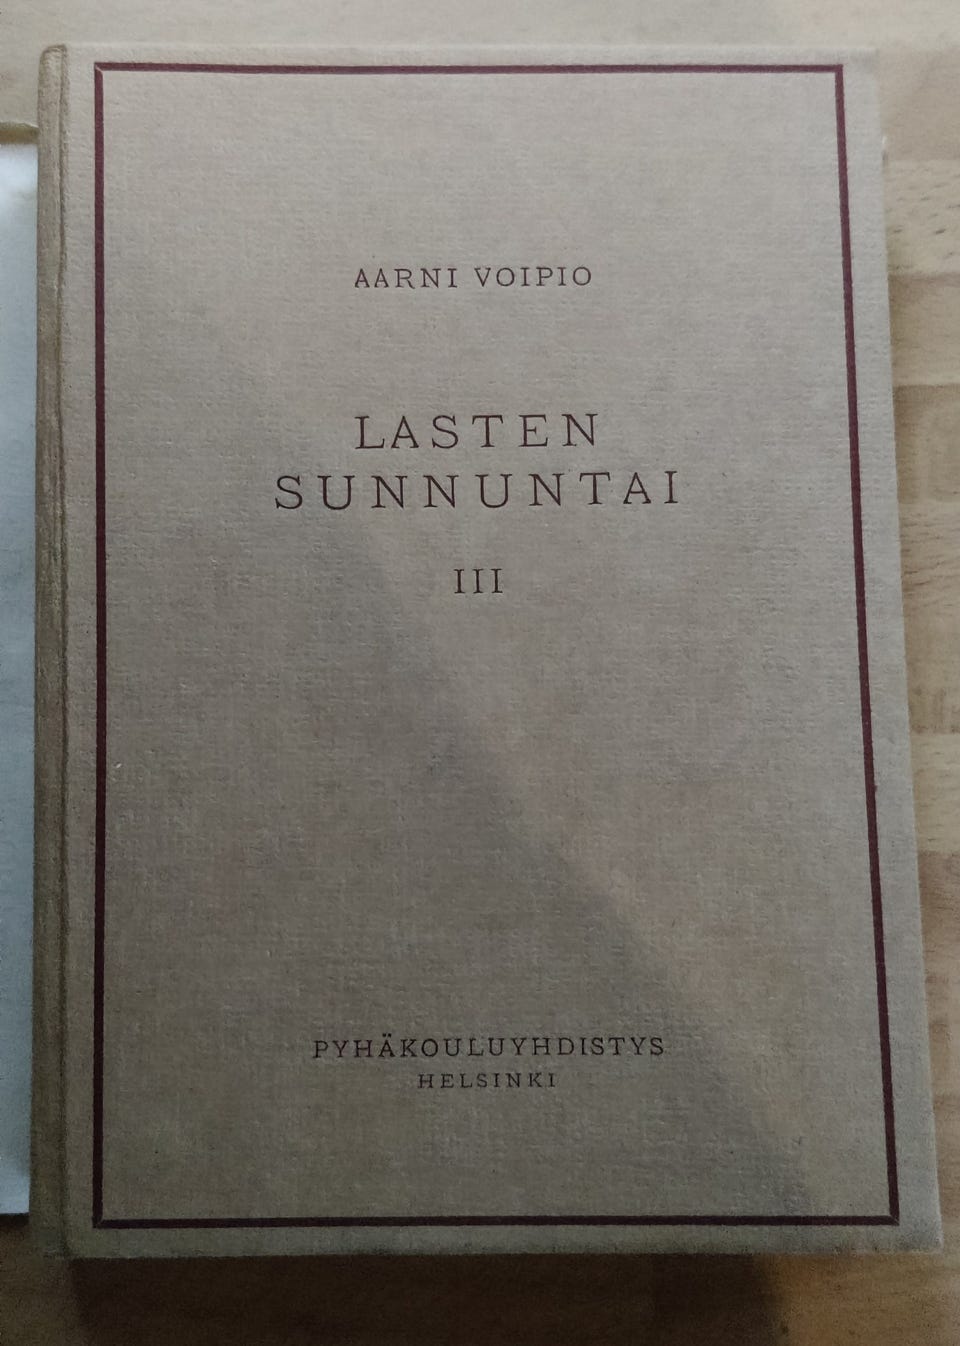 AARNI VOIPIO
LASTEN
SUNNUNTAI
III
PYHÄKOULUYHDISTYS
HELSINKI